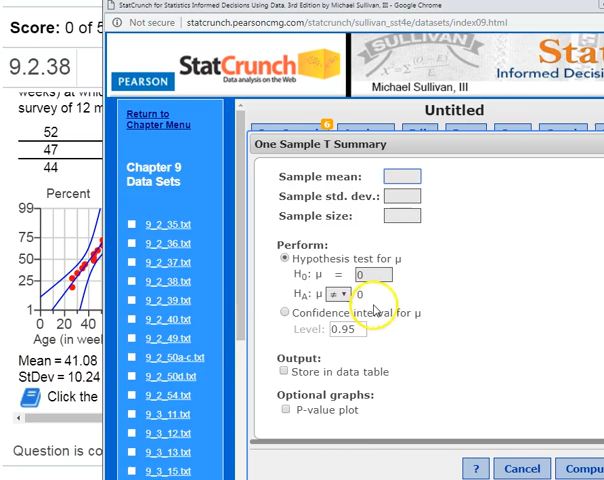 StatCrunch for Statistics Informed Decisions Using Data, 3rd Edition by Michael Sullivan, III - Google Chrome
Not secure | statcrunch.pearsoncmg.com/statcrunch/sullivan_sst4e/datasets/index09.html
Score: 0 of 5
9.2.38
weeks) at which
survey of 12 m
52
47
44
Percent
99
75
50
25
1
0 20 40
Age (in wee
Mean = 41.08
StDev = 10.24
Click the
Question is co
PEARSON
StatCrunch
Data analysis on the Web
SULLIVAN
Michael Sullivan, III
Sta
Informed Decisi
Return to
Chapter Menu
Chapter 9
Data Sets
9_2_35.txt
9_2_36.txt
9_2_37.txt
9_2_38.txt
9_2_39.txt
9_2_40.txt
9_2_49.txt
9_2_50a-c.txt
9_2_50d.txt
9_2_54.txt
9_3_11.txt
9_3_12.txt
9_3_13.txt
9_3_15.txt
Untitled
6
One Sample T Summary
Sample mean:
Sample std. dev.:
Sample size:
Perform:
Hypothesis test for μ
H0: μ = 0
HA: μ ≠ 0
Confidence interval for μ
Level: 0.95
Output:
Store in data table
Optional graphs:
P-value plot
? Cancel Compu